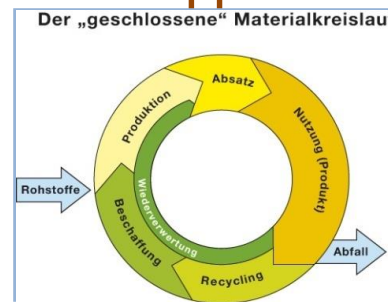 Der „geschlossene“ Materialkreislau
Absatz
Produktion
Nutzung (Produkt)
Rohstoffe
Wiederverwertung
Beschaffung
Recycling
Abfall